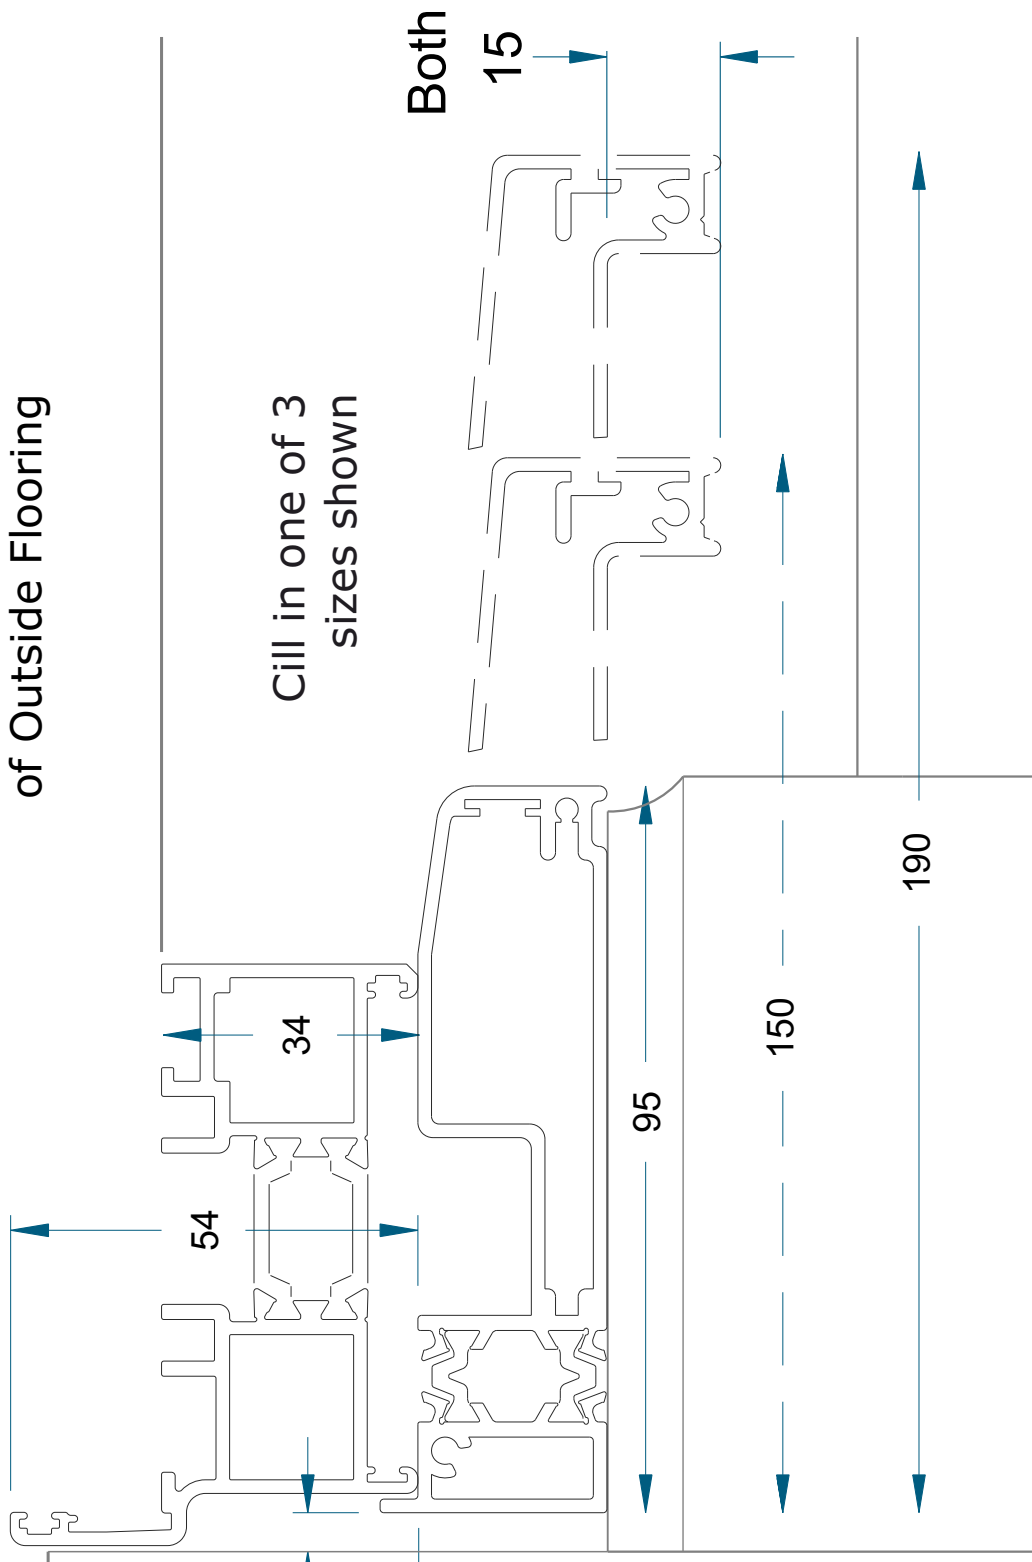 of Outside Flooring
Cill in one of 3
sizes shown
Both
15
34
54
95
150
190